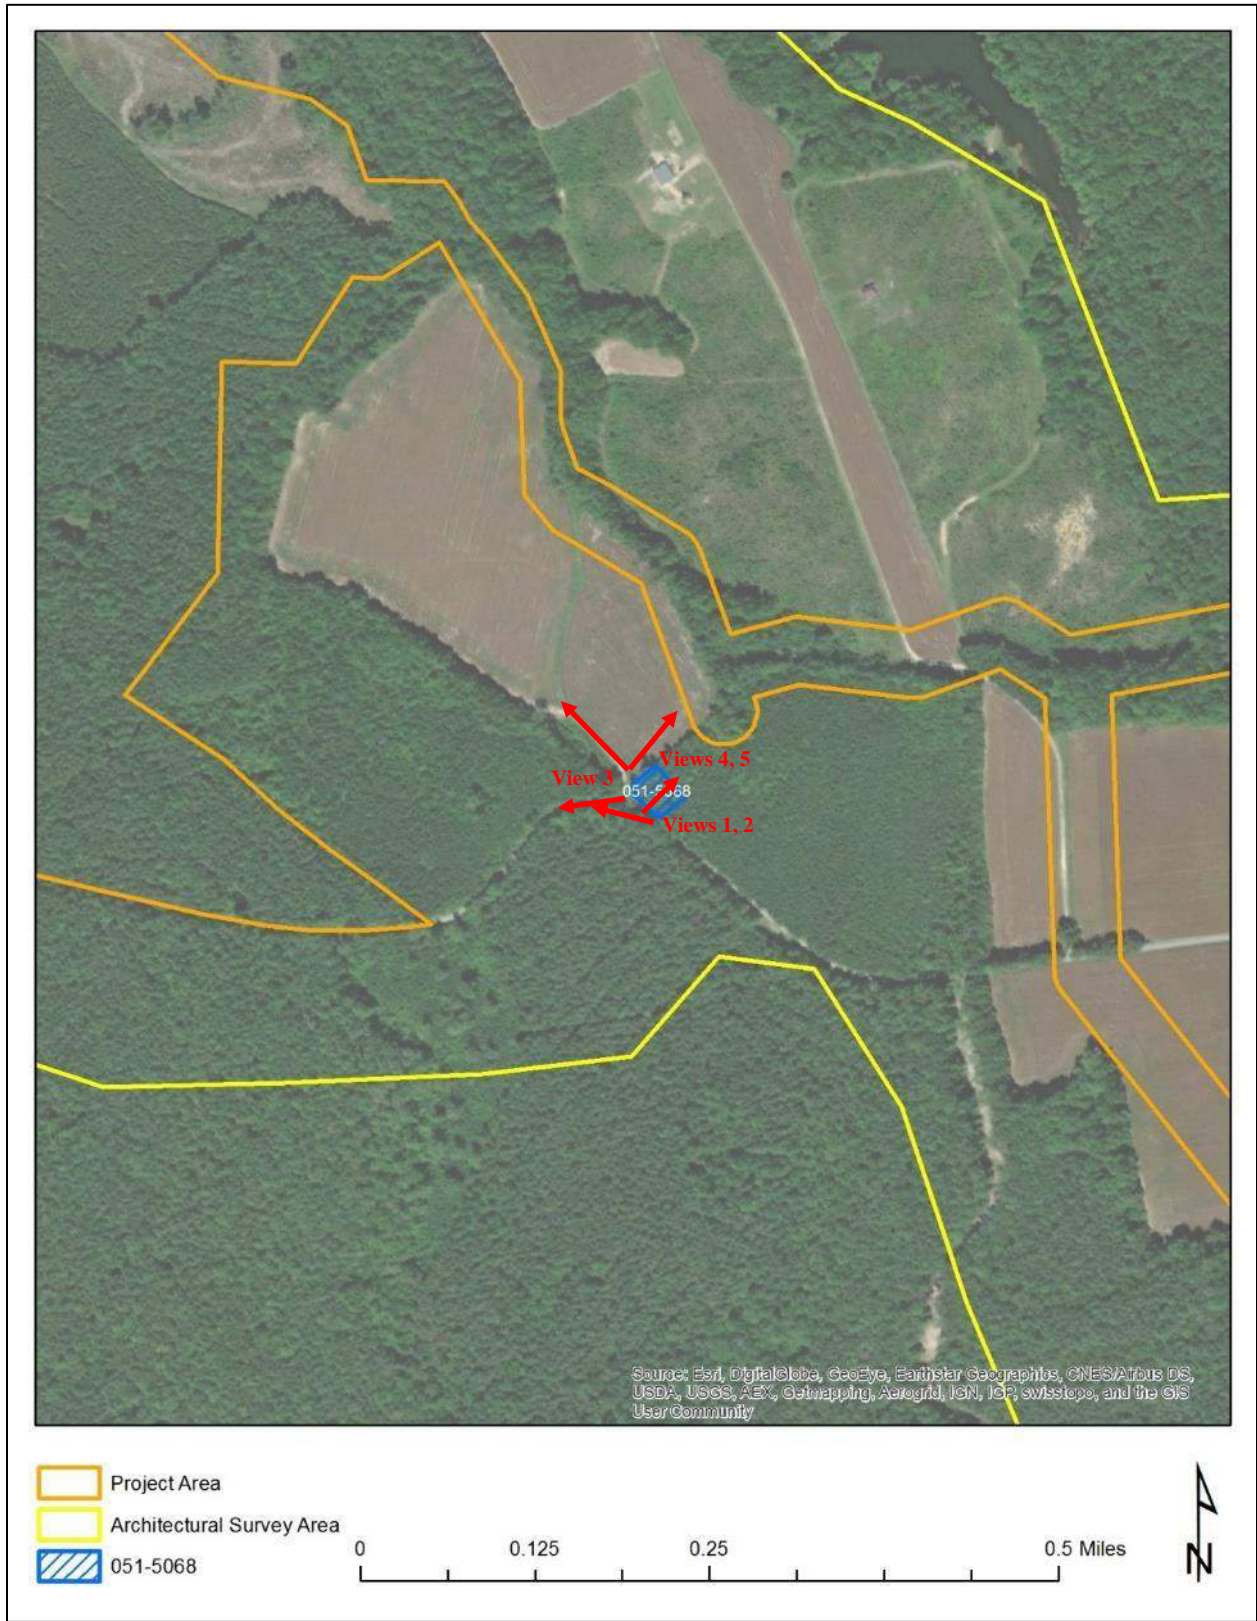 Views 4, 5
View 3
051-5068
Views 1, 2
Source: Esri, DigitalGlobe, GeoEye, Earthstar Geographics, CNES/Airbus DS,
USDA, USGS, AEX, Getmapping, Aerogrid, IGN, IGP, swisstopo, and the GIS
User Community
Project Area
Architectural Survey Area
051-5068
0 0.125 0.25 0.5 Miles
N